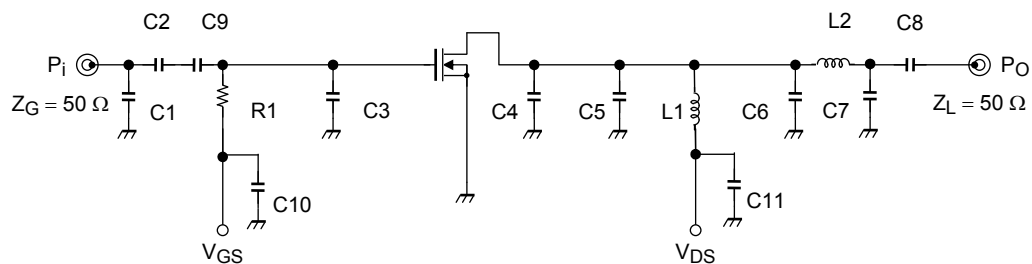 C2 C9 L2 C8
Pi PO
ZG = 50 Ω C1 R1 C3 C4 C5 L1 C6 C7 ZL = 50 Ω
C10 C11
VGS VDS